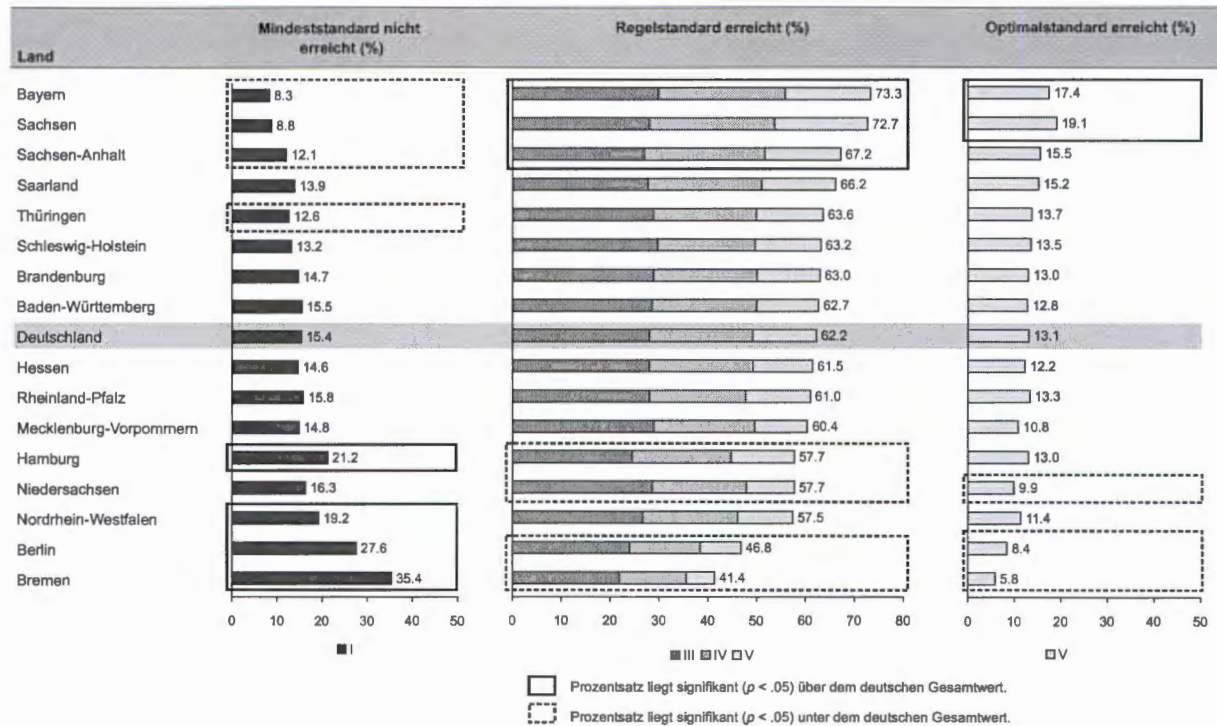 Land
Mindeststandard nicht
erreicht (%)
Regelstandard erreicht (%)
Optimalstandard erreicht (%)
Bayern 8.3 73.3 17.4
Sachsen 8.8 72.7 19.1
Sachsen-Anhalt 12.1 67.2 15.5
Saarland 13.9 66.2 15.2
Thüringen 12.6 63.6 13.7
Schleswig-Holstein 13.2 63.2 13.5
Brandenburg 14.7 63.0 13.0
Baden-Württemberg 15.5 62.7 12.8
Deutschland 15.4 62.2 13.1
Hessen 14.6 61.5 12.2
Rheinland-Pfalz 15.8 61.0 13.3
Mecklenburg-Vorpommern 14.8 60.4 10.8
Hamburg 21.2 57.7 13.0
Niedersachsen 16.3 57.7 9.9
Nordrhein-Westfalen 19.2 57.5 11.4
Berlin 27.6 46.8 8.4
Bremen 35.4 41.4 5.8
0 10 20 30 40 50 0 10 20 30 40 50 60 70 80 0 10 20 30 40 50
I III IV V V
Prozentsatz liegt signifikant (p < .05) über dem deutschen Gesamtwert.
Prozentsatz liegt signifikant (p < .05) unter dem deutschen Gesamtwert.